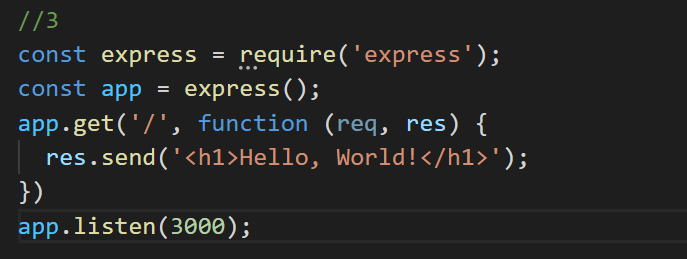 //3
const express = require('express');
const app = express();
app.get('/', function (req, res) {
  res.send('<h1>Hello, World!</h1>');
})
app.listen(3000);